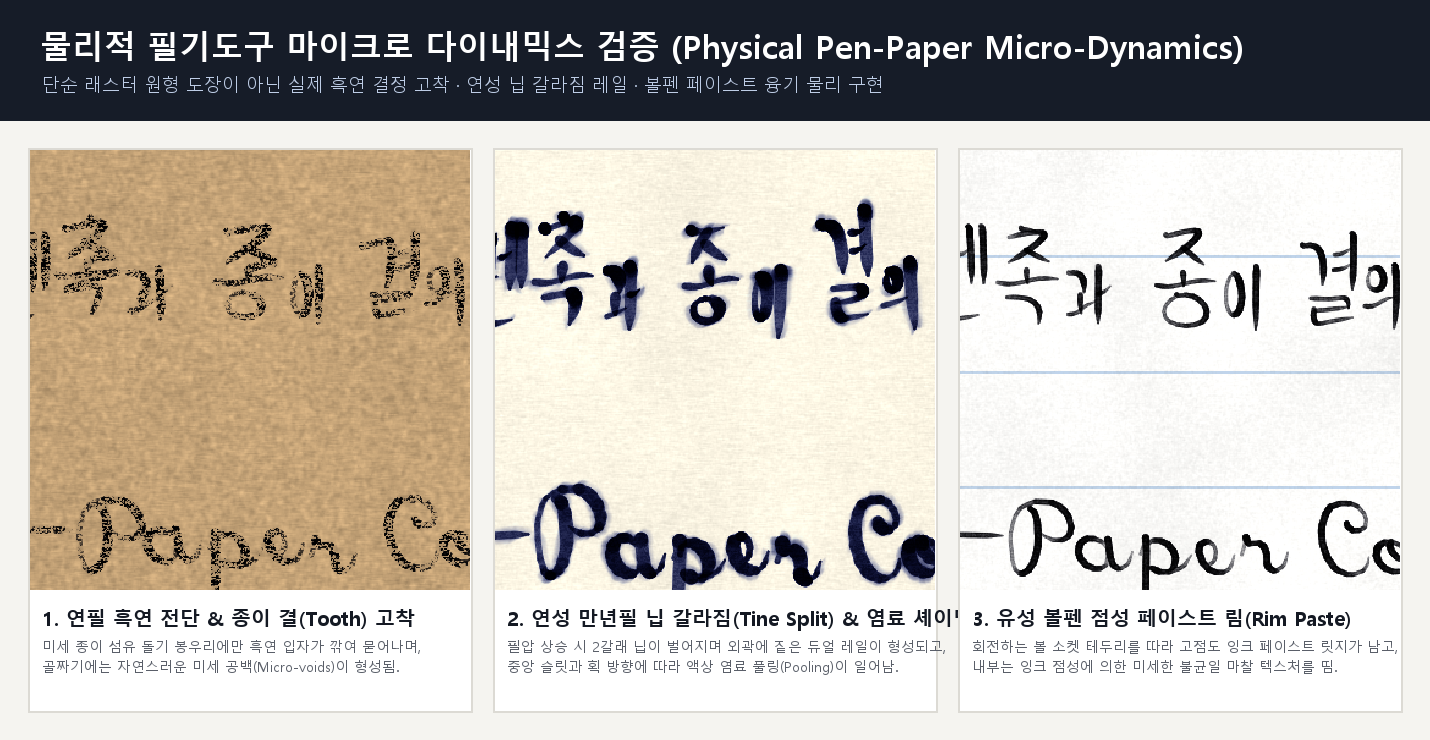 물리적 필기도구 마이크로 다이내믹스 검증 (Physical Pen-Paper Micro-Dynamics)
단순 래스터 원형 도장이 아닌 실제 흑연 결정 고착 · 연성 닙 갈라짐 레일 · 볼펜 페이스트 융기 물리 구현
족과 종이 결의
-Paper Co
1. 연필 흑연 전단 & 종이 결(Tooth) 고착
미세 종이 섬유 돌기 봉우리에만 흑연 입자가 깎여 묻어나며,
골짜기에는 자연스러운 미세 공백(Micro-voids)이 형성됨.
족과 종이 결의
-Paper Co
2. 연성 만년필 닙 갈라짐(Tine Split) & 염료 셰이
필압 상승 시 2갈래 닙이 벌어지며 외곽에 짙은 듀얼 레일이 형성되고,
중앙 슬릿과 획 방향에 따라 액상 염료 풀링(Pooling)이 일어남.
족과 종이 결의
-Paper Co
3. 유성 볼펜 점성 페이스트 림(Rim Paste)
회전하는 볼 소켓 테두리를 따라 고점도 잉크 페이스트 릿지가 남고,
내부는 잉크 점성에 의한 미세한 불균일 마찰 텍스처를 띰.